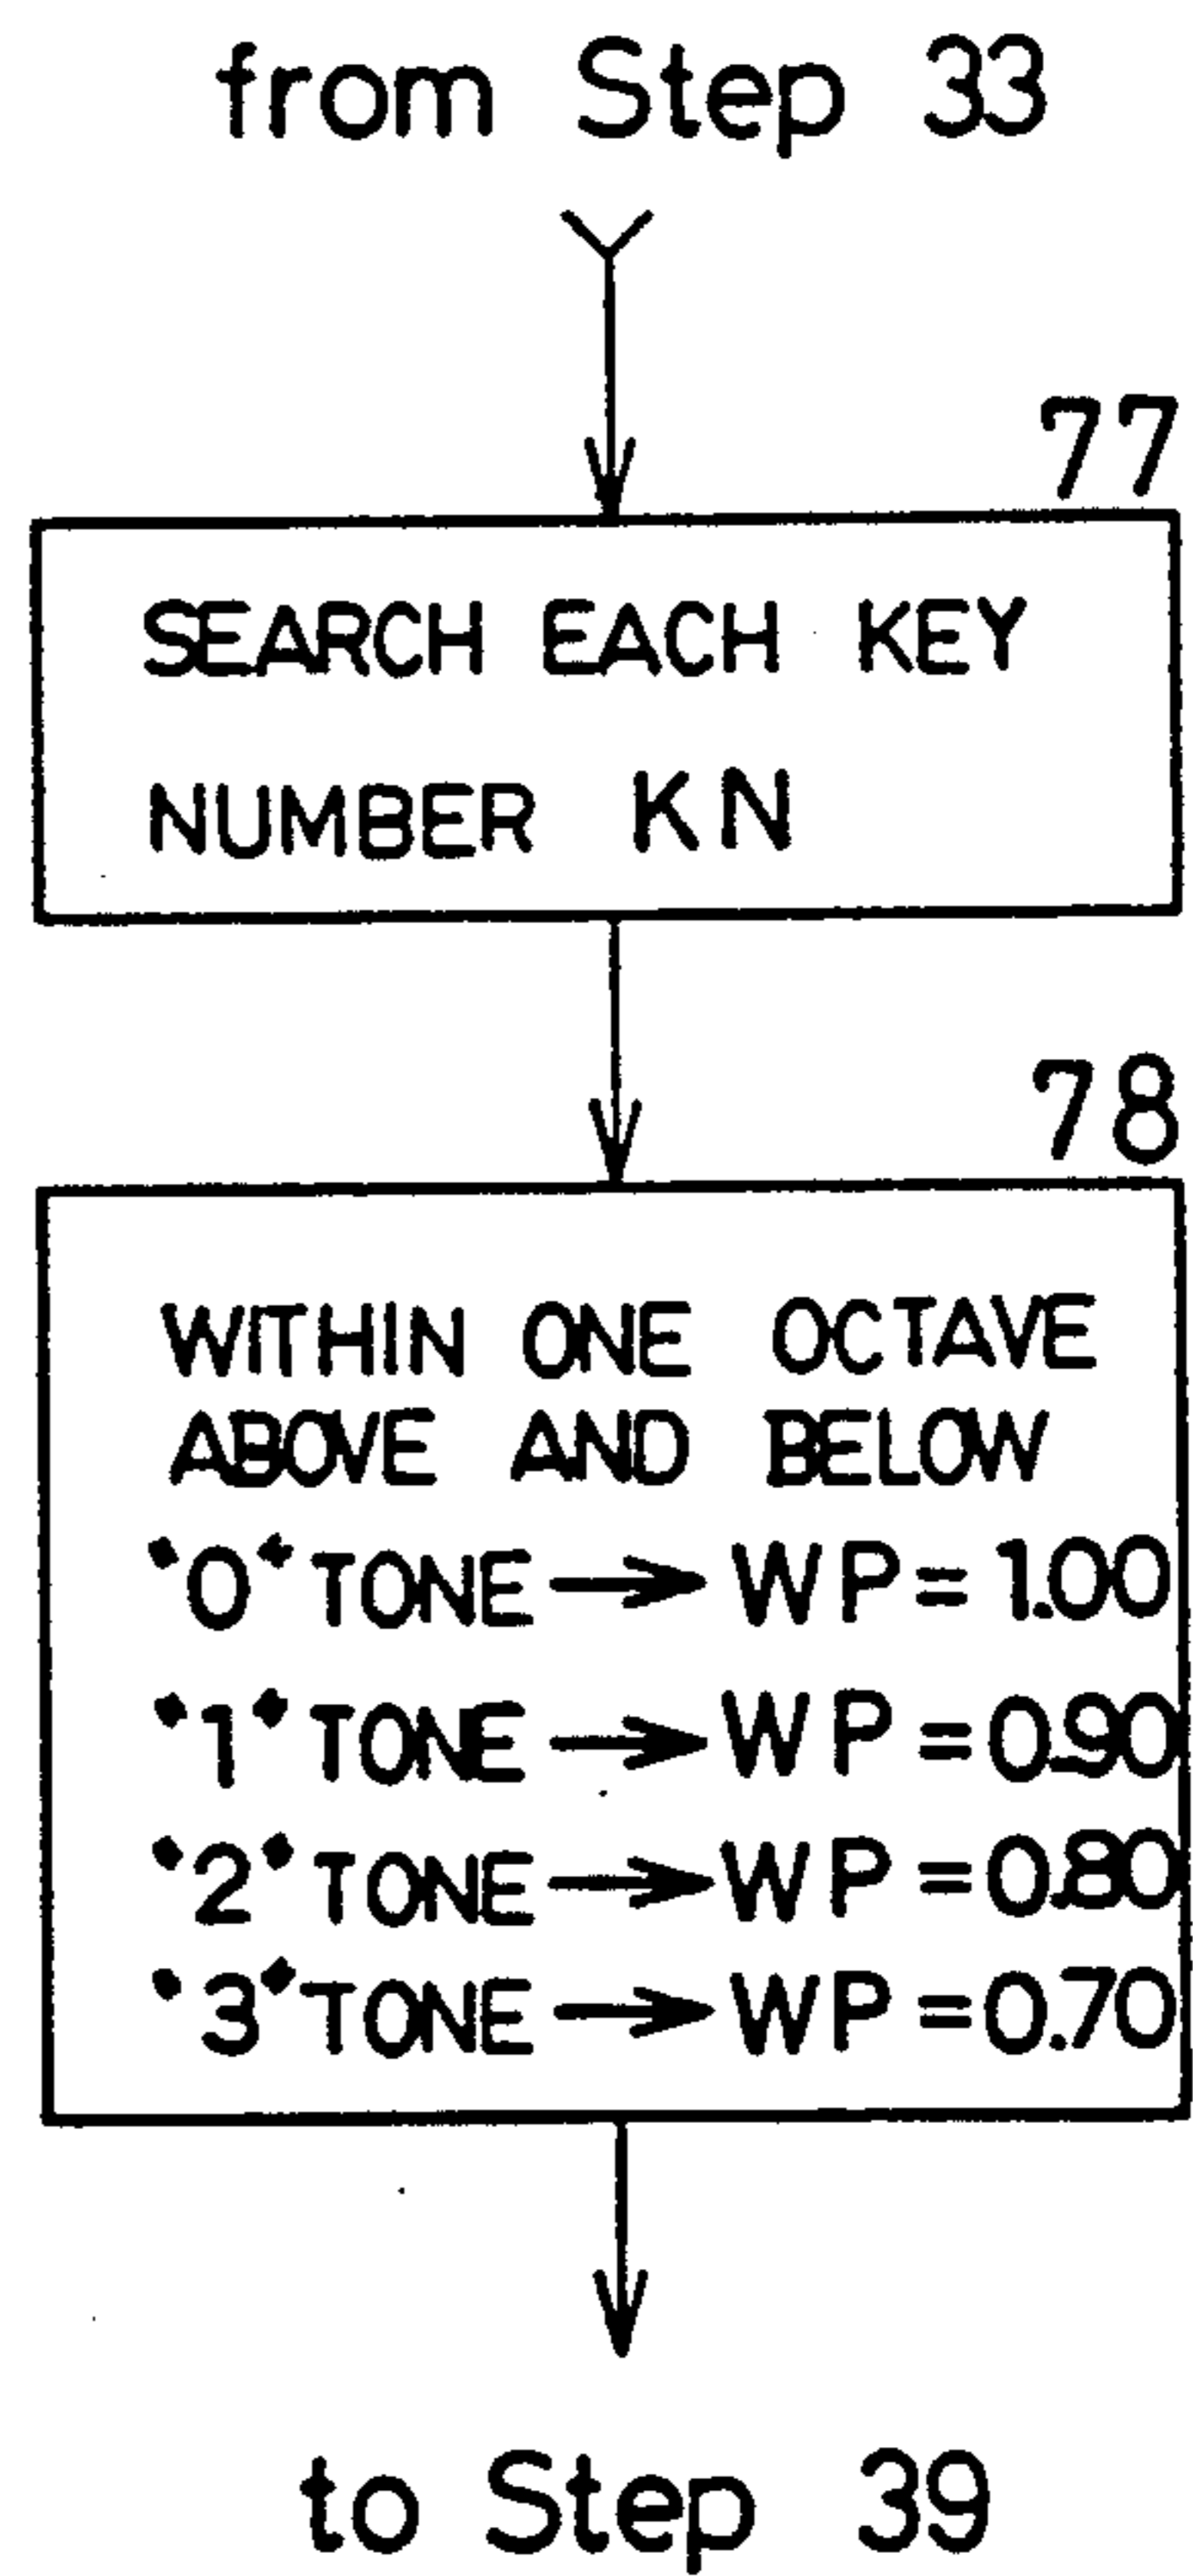 from Step 33
77
SEARCH EACH KEY
NUMBER KN
78
WITHIN ONE OCTAVE
ABOVE AND BELOW
"0" TONE → WP = 1.00
"1" TONE → WP = 0.90
"2" TONE → WP = 0.80
"3" TONE → WP = 0.70
to Step 39